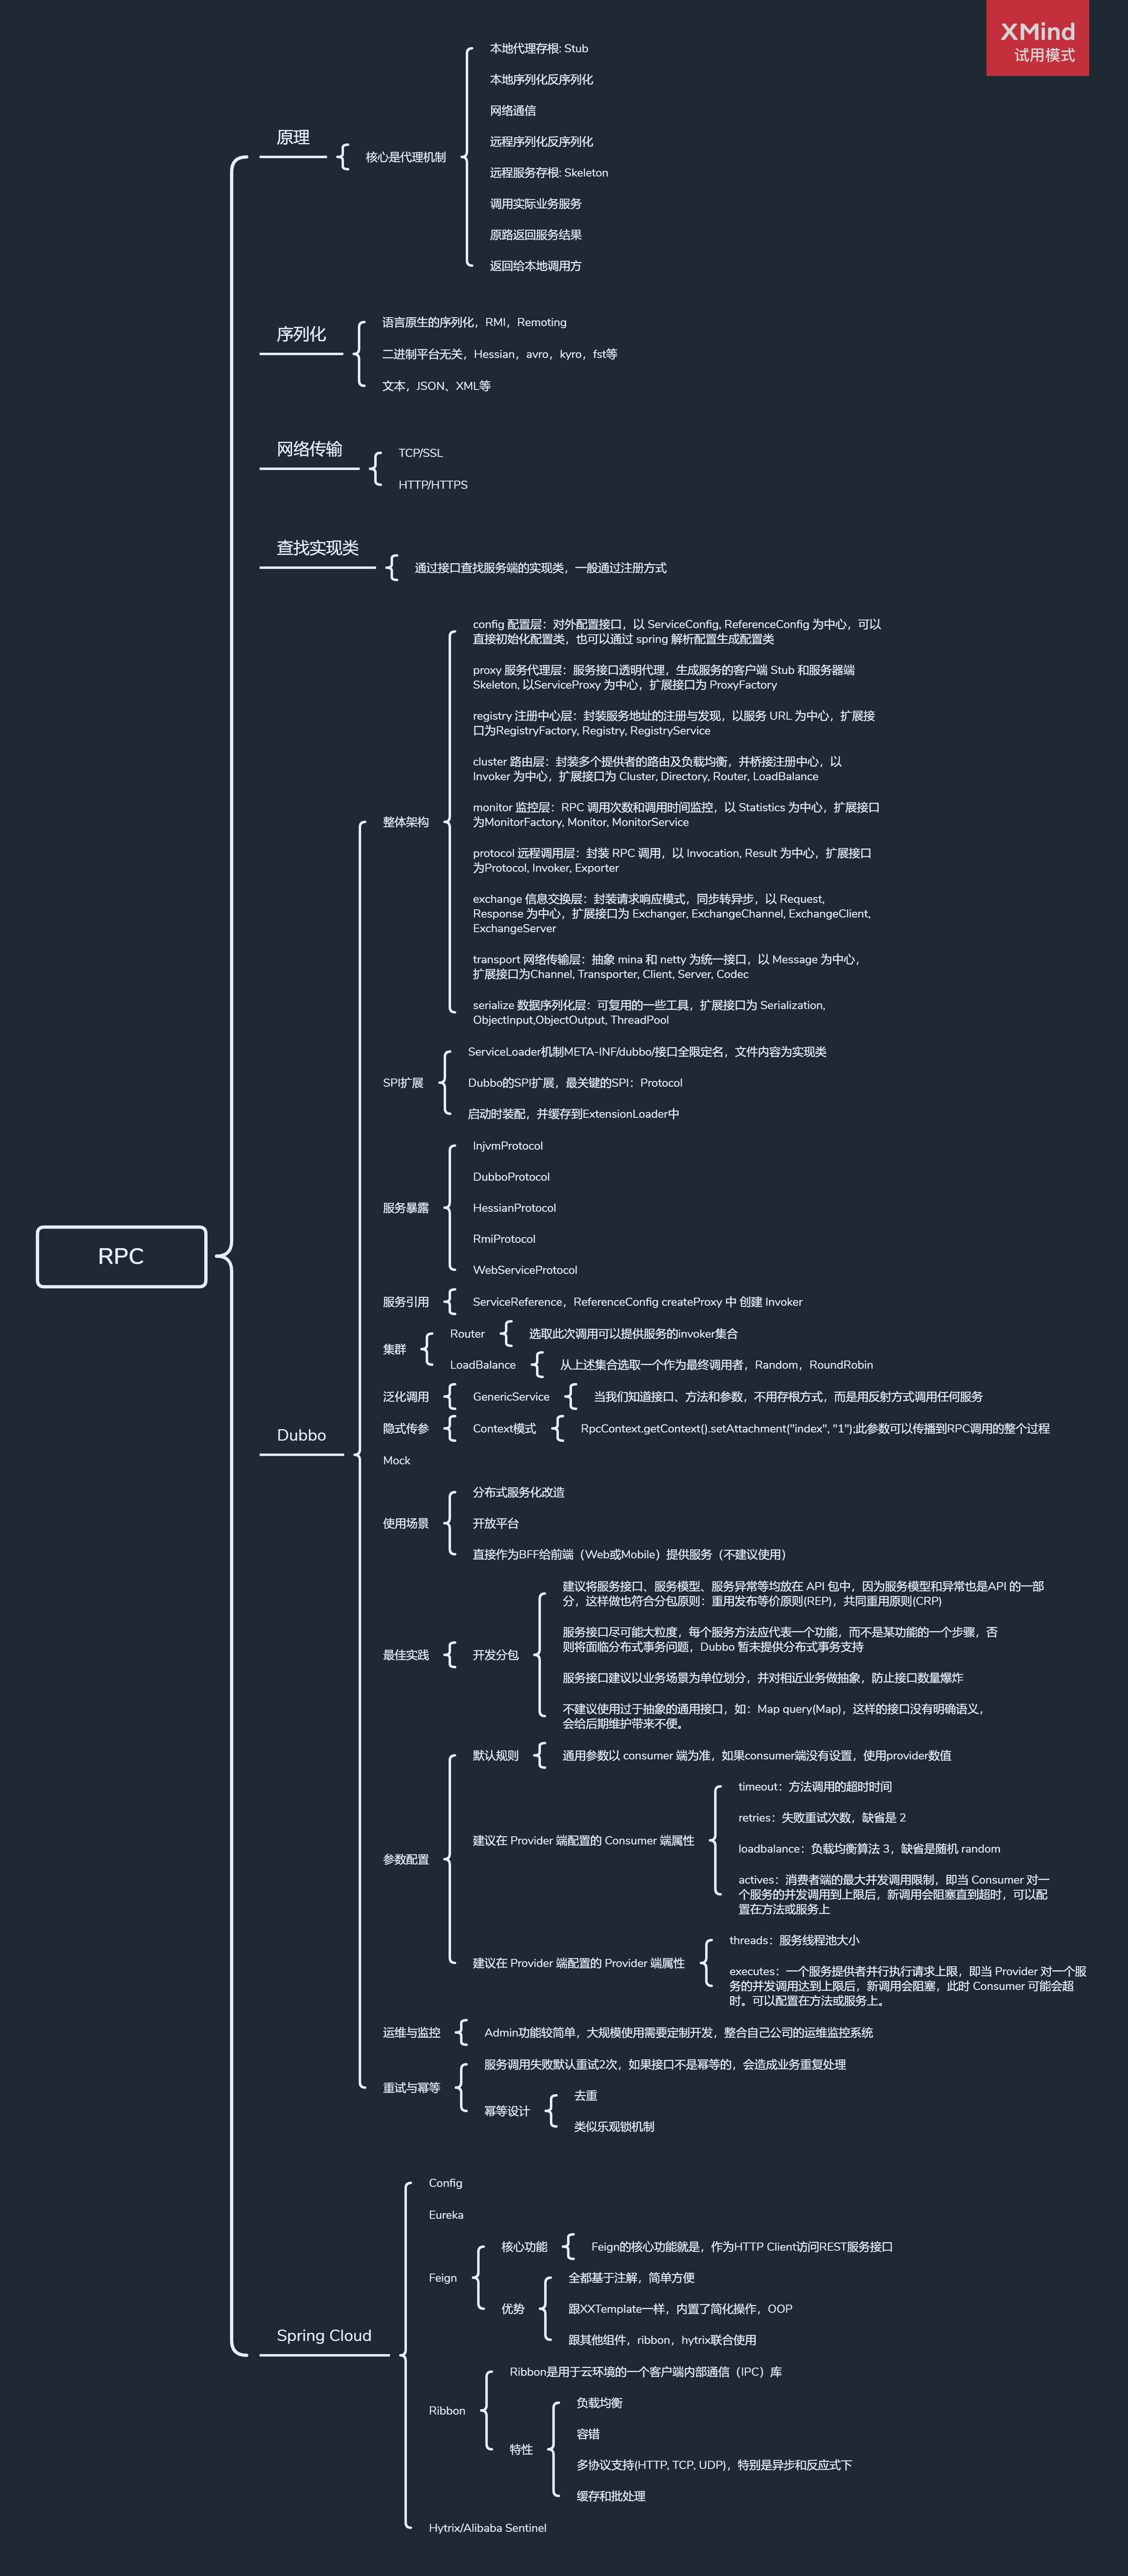 XMind
试用模式
RPC
原理
核心是代理机制
本地代理存根: Stub
本地序列化反序列化
网络通信
远程序列化反序列化
远程服务存根: Skeleton
调用实际业务服务
原路返回服务结果
返回给本地调用方
序列化
语言原生的序列化，RMI，Remoting
二进制平台无关，Hessian，avro，kyro，fst等
文本，JSON、XML等
网络传输
TCP/SSL
HTTP/HTTPS
查找实现类
通过接口查找服务端的实现类，一般通过注册方式
Dubbo
整体架构
config 配置层：对外配置接口，以 ServiceConfig, ReferenceConfig 为中心，可以
直接初始化配置类，也可以通过 spring 解析配置生成配置类
proxy 服务代理层：服务接口透明代理，生成服务的客户端 Stub 和服务器端
Skeleton, 以ServiceProxy 为中心，扩展接口为 ProxyFactory
registry 注册中心层：封装服务地址的注册与发现，以服务 URL 为中心，扩展接
口为RegistryFactory, Registry, RegistryService
cluster 路由层：封装多个提供者的路由及负载均衡，并桥接注册中心，以
Invoker 为中心，扩展接口为 Cluster, Directory, Router, LoadBalance
monitor 监控层：RPC 调用次数和调用时间监控，以 Statistics 为中心，扩展接口
为MonitorFactory, Monitor, MonitorService
protocol 远程调用层：封装 RPC 调用，以 Invocation, Result 为中心，扩展接口
为Protocol, Invoker, Exporter
exchange 信息交换层：封装请求响应模式，同步转异步，以 Request,
Response 为中心，扩展接口为 Exchanger, ExchangeChannel, ExchangeClient,
ExchangeServer
transport 网络传输层：抽象 mina 和 netty 为统一接口，以 Message 为中心，
扩展接口为Channel, Transporter, Client, Server, Codec
serialize 数据序列化层：可复用的一些工具，扩展接口为 Serialization,
ObjectInput,ObjectOutput, ThreadPool
SPI扩展
ServiceLoader机制META-INF/dubbo/接口全限定名，文件内容为实现类
Dubbo的SPI扩展，最关键的SPI：Protocol
启动时装配，并缓存到ExtensionLoader中
服务暴露
InjvmProtocol
DubboProtocol
HessianProtocol
RmiProtocol
WebServiceProtocol
服务引用
ServiceReference，ReferenceConfig createProxy 中 创建 Invoker
集群
Router
选取此次调用可以提供服务的invoker集合
LoadBalance
从上述集合选取一个作为最终调用者，Random，RoundRobin
泛化调用
GenericService
当我们知道接口、方法和参数，不用存根方式，而是用反射方式调用任何服务
隐式传参
Context模式
RpcContext.getContext().setAttachment("index", "1");此参数可以传播到RPC调用的整个过程
Mock
使用场景
分布式服务化改造
开放平台
直接作为BFF给前端（Web或Mobile）提供服务（不建议使用）
最佳实践
开发分包
建议将服务接口、服务模型、服务异常等均放在 API 包中，因为服务模型和异常也是API 的一部
分，这样做也符合分包原则：重用发布等价原则(REP)，共同重用原则(CRP)
服务接口尽可能大粒度，每个服务方法应代表一个功能，而不是某功能的一个步骤，否
则将面临分布式事务问题，Dubbo 暂未提供分布式事务支持
服务接口建议以业务场景为单位划分，并对相近业务做抽象，防止接口数量爆炸
不建议使用过于抽象的通用接口，如：Map query(Map)，这样的接口没有明确语义，
会给后期维护带来不便。
参数配置
默认规则
通用参数以 consumer 端为准，如果consumer端没有设置，使用provider数值
建议在 Provider 端配置的 Consumer 端属性
timeout：方法调用的超时时间
retries：失败重试次数，缺省是 2
loadbalance：负载均衡算法 3，缺省是随机 random
actives：消费者端的最大并发调用限制，即当 Consumer 对一
个服务的并发调用到上限后，新调用会阻塞直到超时，可以配
置在方法或服务上
建议在 Provider 端配置的 Provider 端属性
threads：服务线程池大小
executes：一个服务提供者并行执行请求上限，即当 Provider 对一个服
务的并发调用达到上限后，新调用会阻塞，此时 Consumer 可能会超
时。可以配置在方法或服务上。
运维与监控
Admin功能较简单，大规模使用需要定制开发，整合自己公司的运维监控系统
重试与幂等
服务调用失败默认重试2次，如果接口不是幂等的，会造成业务重复处理
幂等设计
去重
类似乐观锁机制
Spring Cloud
Config
Eureka
Feign
核心功能
Feign的核心功能就是，作为HTTP Client访问REST服务接口
优势
全都基于注解，简单方便
跟XXTemplate一样，内置了简化操作，OOP
跟其他组件，ribbon，hytrix联合使用
Ribbon
Ribbon是用于云环境的一个客户端内部通信（IPC）库
特性
负载均衡
容错
多协议支持(HTTP, TCP, UDP)，特别是异步和反应式下
缓存和批处理
Hytrix/Alibaba Sentinel